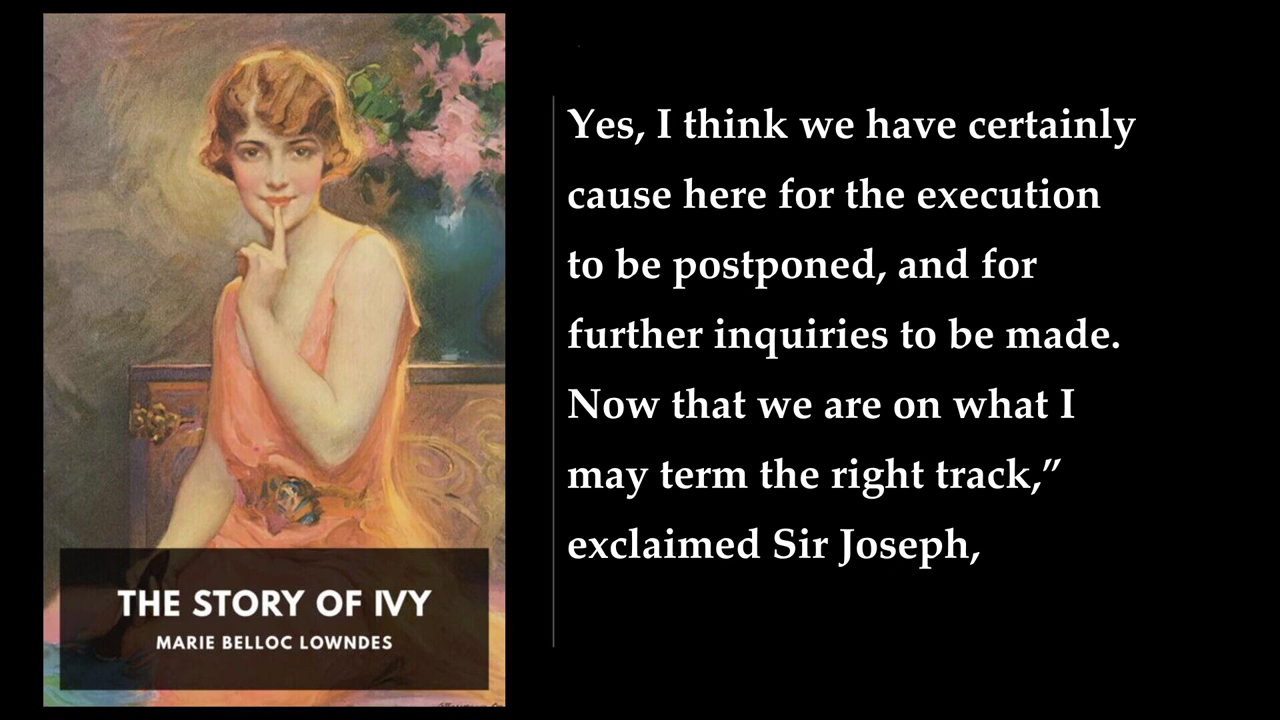 THE STORY OF IVY
MARIE BELLOC LOWNDES
Yes, I think we have certainly
cause here for the execution
to be postponed, and for
further inquiries to be made.
Now that we are on what I
may term the right track,”
exclaimed Sir Joseph,